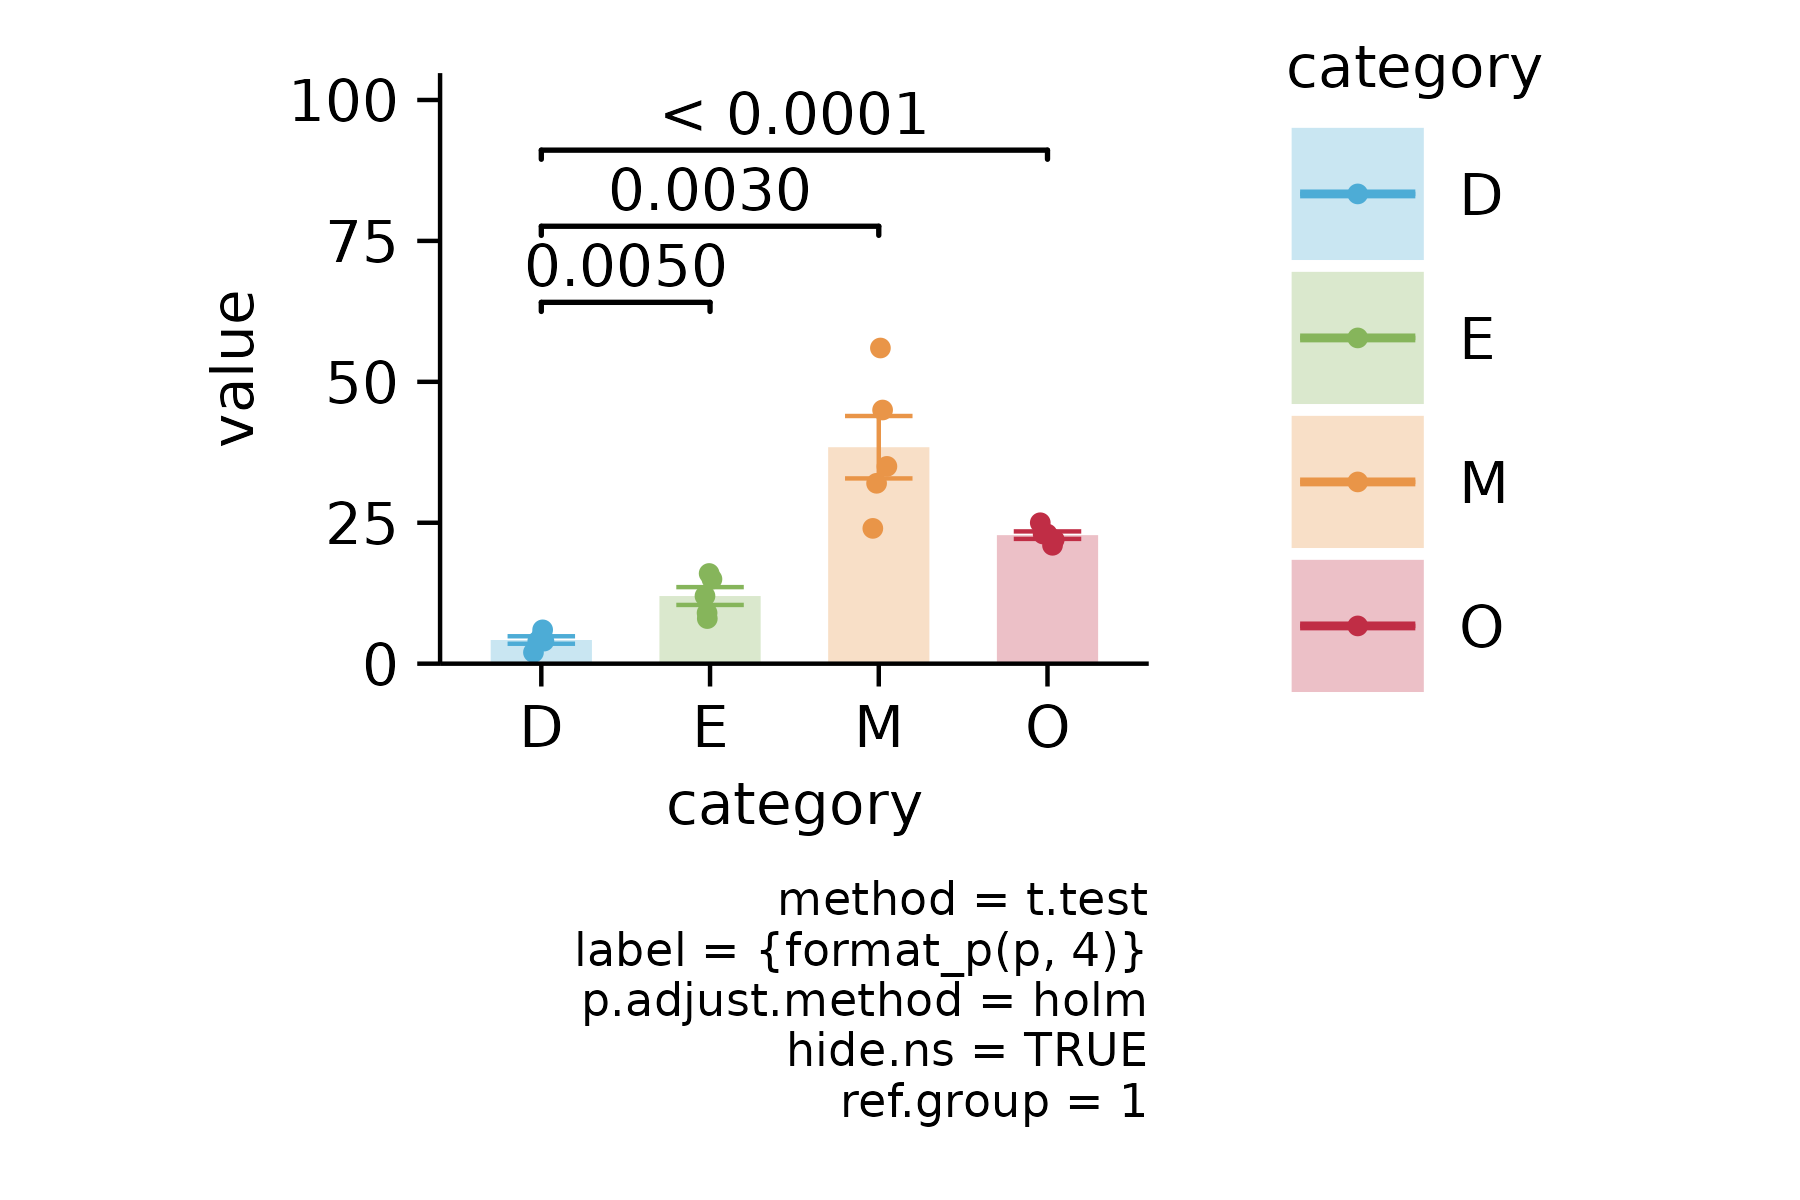 100
75
50
25
0
value
< 0.0001
0.0030
0.0050
D
E
M
O
category
category
D
E
M
O
method = t.test
label = {format_p(p, 4)}
p.adjust.method = holm
hide.ns = TRUE
ref.group = 1